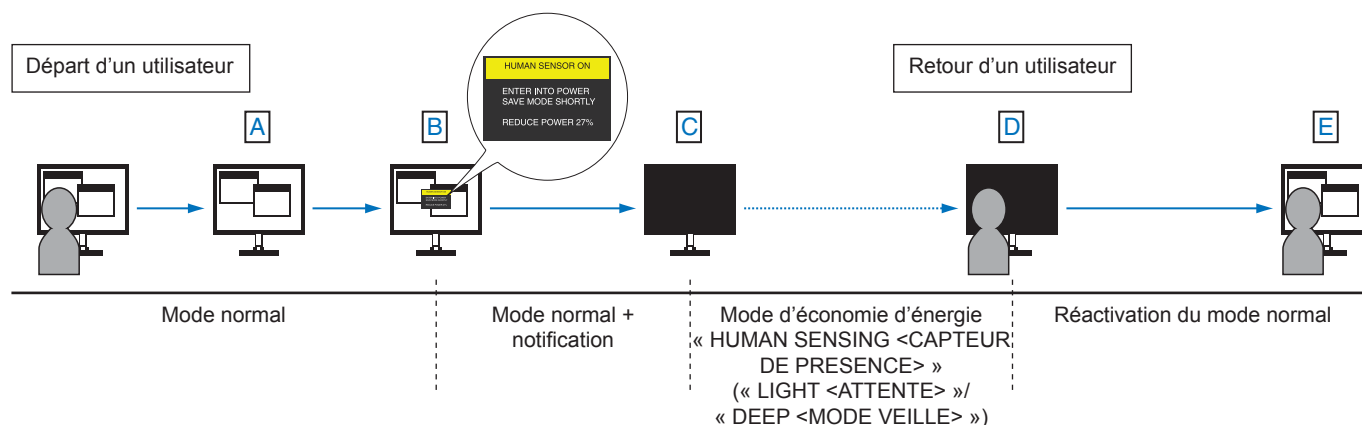 Départ d'un utilisateur
HUMAN SENSOR ON
ENTER INTO POWER
SAVE MODE SHORTLY
REDUCE POWER 27%
Retour d'un utilisateur
A
B
C
D
E
Mode normal
Mode normal +
notification
Mode d'économie d'énergie
« HUMAN SENSING <CAPTEUR
DE PRESENCE> »
(« LIGHT <ATTENTE> »/
« DEEP <MODE VEILLE> »)
Réactivation du mode normal